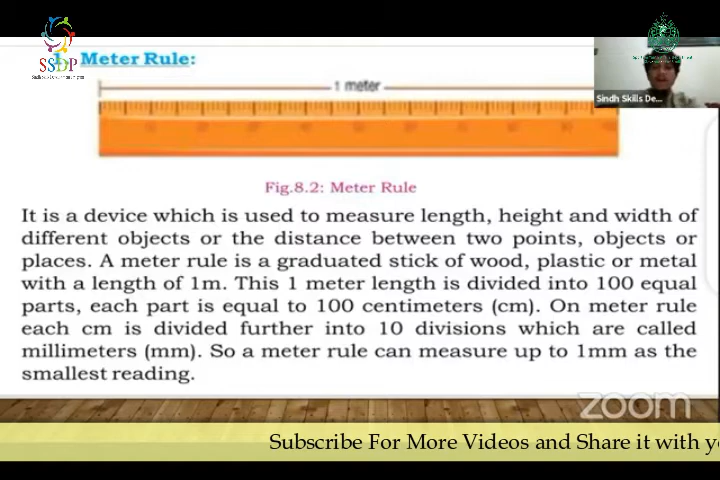 SSDP
1. Meter Rule:
1 meter
Sindh Skills De...
Fig.8.2: Meter Rule
It is a device which is used to measure length, height and width of
different objects or the distance between two points, objects or
places. A meter rule is a graduated stick of wood, plastic or metal
with a length of 1m. This 1 meter length is divided into 100 equal
parts, each part is equal to 100 centimeters (cm). On meter rule
each cm is divided further into 10 divisions which are called
millimeters (mm). So a meter rule can measure up to 1mm as the
smallest reading.
zoom
Subscribe For More Videos and Share it with